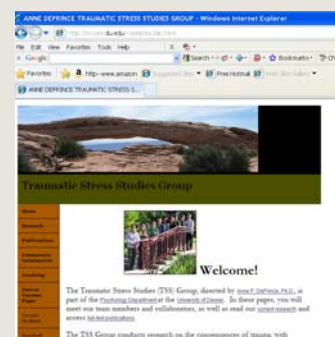 ANNE DEPRINCE TRAUMATIC STRESS STUDIES GROUP - Windows Internet Explorer
File Edit View Favorites Tools Help
Google Search Bookmarks
Favorites http-www.amazon Free Hotmail
ANNE DEPRINCE TRAUMATIC STRESS S...
Traumatic Stress Studies Group
Home
Research
Publications
Community
Information
Teaching
Welcome!
The Traumatic Stress Studies (TSS) Group, directed by Anne P. DePrince, Ph.D., is
part of the Psychology Department at the University of Denver. In these pages, you will
meet our team members and collaborators, as well as read our current research and
access full-text publications.
The TSS Group conducts research on the consequences of trauma, with